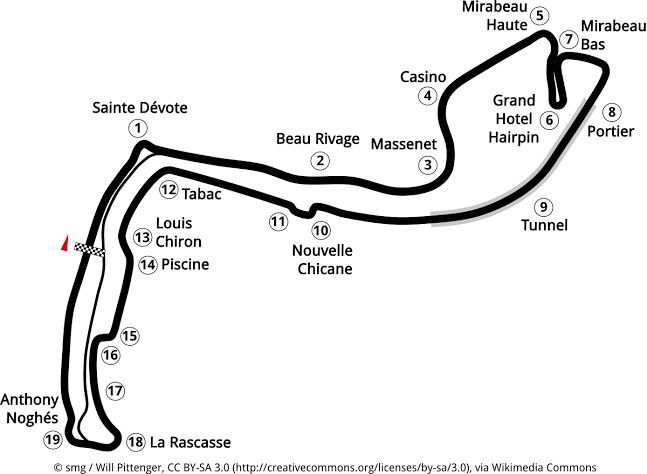 Mirabeau
Haute
5
7
Mirabeau
Bas
Casino
4
Grand
Hotel
Hairpin
6
8
Portier
Sainte Dévote
1
Beau Rivage
2
Massenet
3
12
Tabac
11
10
Nouvelle
Chicane
9
Tunnel
13
Louis
Chiron
14 Piscine
15
16
17
Anthony
Noghés
19
18 La Rascasse
© smg / Will Pittenger, CC BY-SA 3.0 (http://creativecommons.org/licenses/by-sa/3.0), via Wikimedia Commons